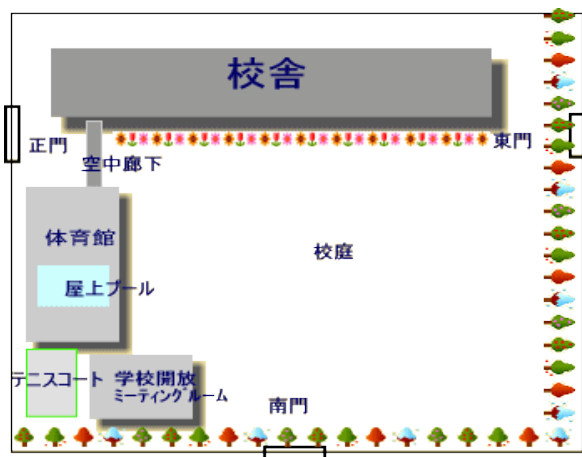 校舎
正門
東門
空中廊下
体育館
校庭
屋上プール
テニスコート
学校開放
ミーティングルーム
南門